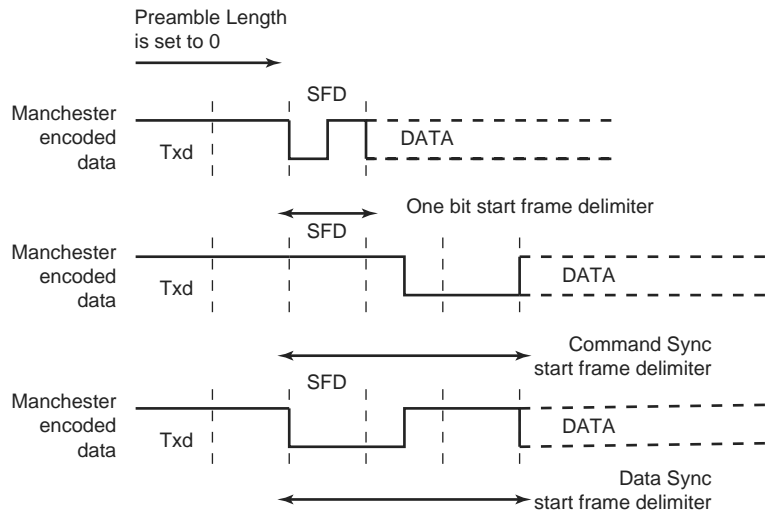 Preamble Length
is set to 0
SFD
Manchester
encoded
data
Txd
DATA
One bit start frame delimiter
SFD
Manchester
encoded
data
Txd
DATA
Command Sync
start frame delimiter
SFD
Manchester
encoded
data
Txd
DATA
Data Sync
start frame delimiter